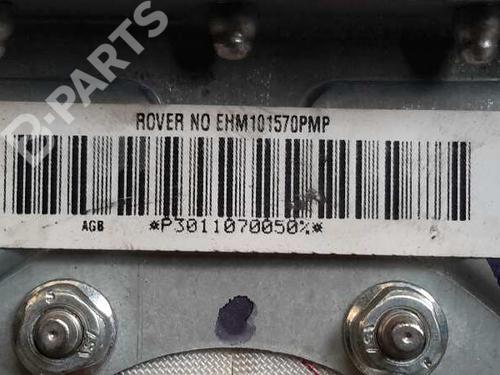 B-PARTS
ROVER NO EHM101570PMP
AGB *P3011070050%*